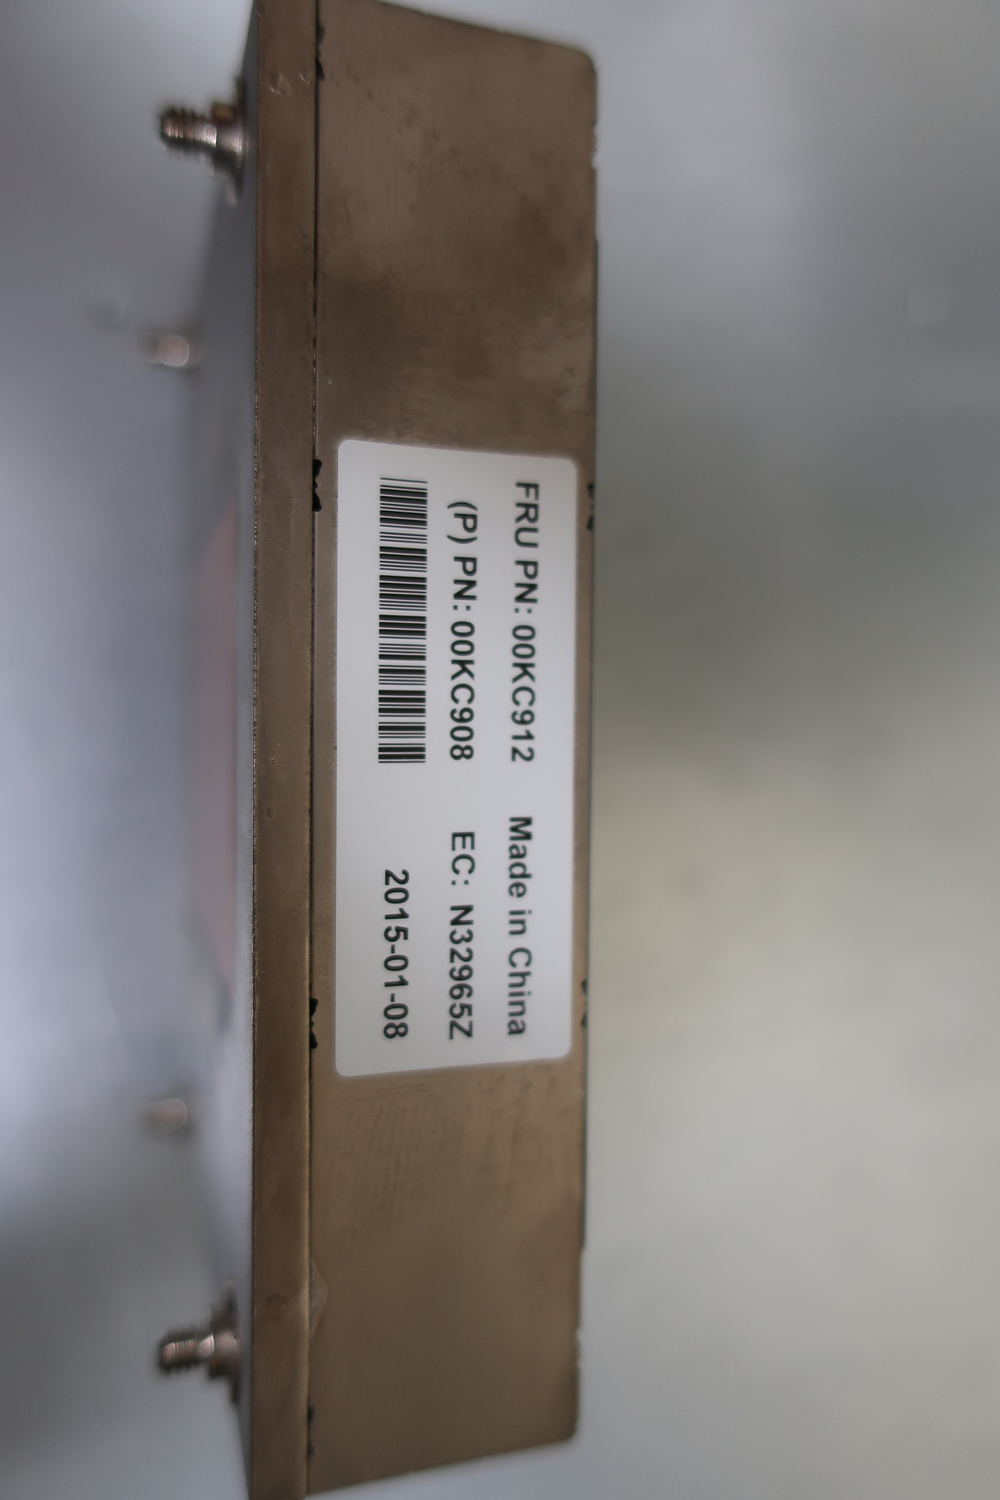 FRU PN: 00KC912 Made in China
(P) PN: 00KC908 EC: N32965Z
2015-01-08